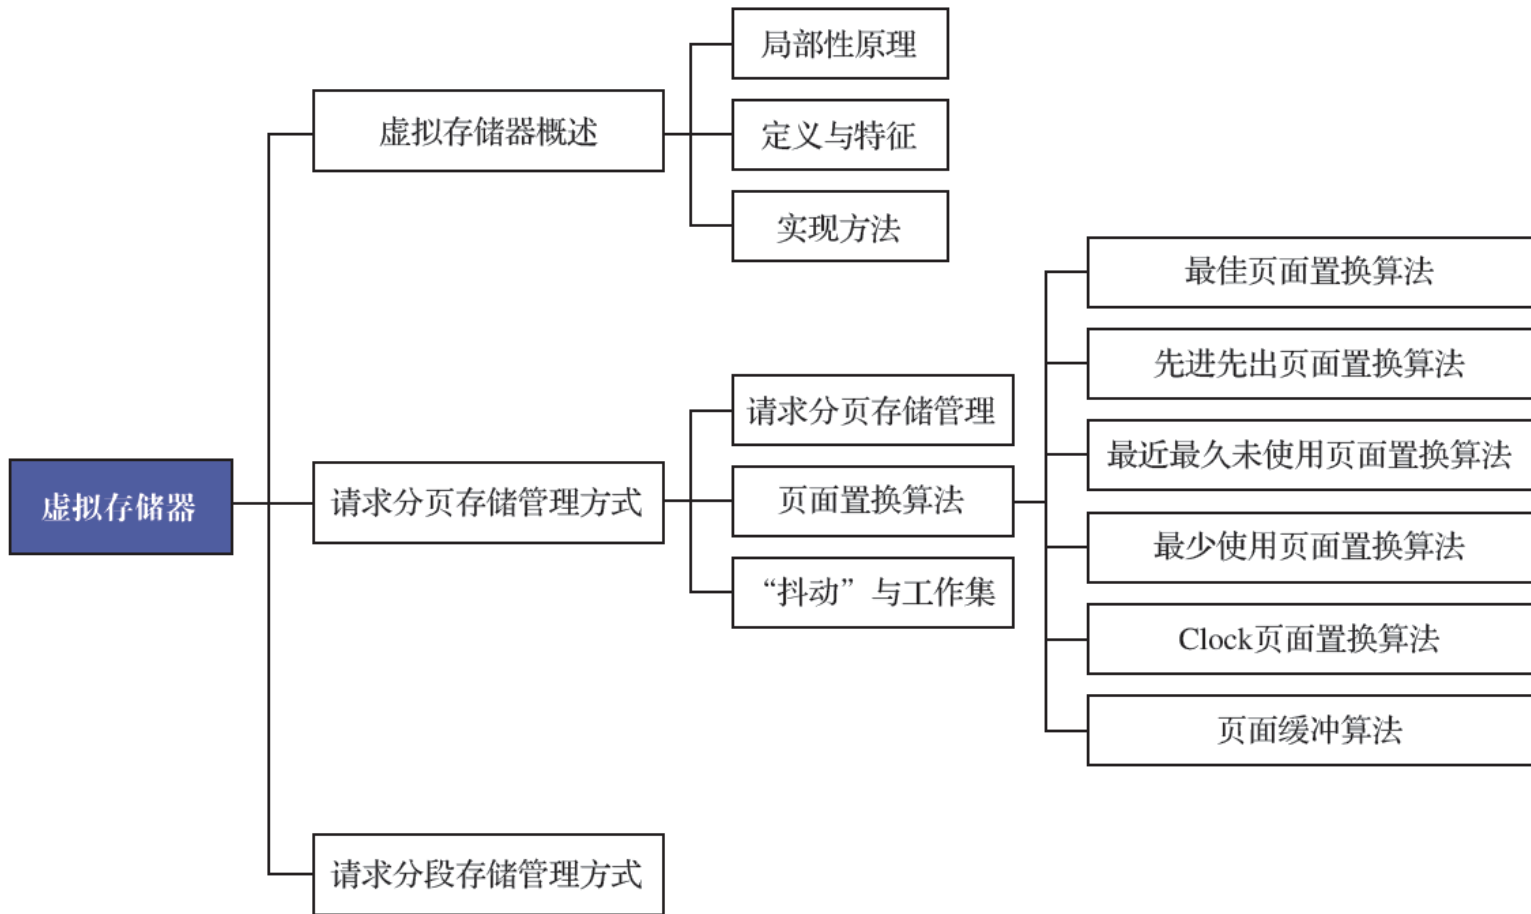 虚拟存储器
虚拟存储器概述
局部性原理
定义与特征
实现方法
请求分页存储管理方式
请求分页存储管理
页面置换算法
最佳页面置换算法
先进先出页面置换算法
最近最久未使用页面置换算法
最少使用页面置换算法
Clock页面置换算法
页面缓冲算法
“抖动”与工作集
请求分段存储管理方式